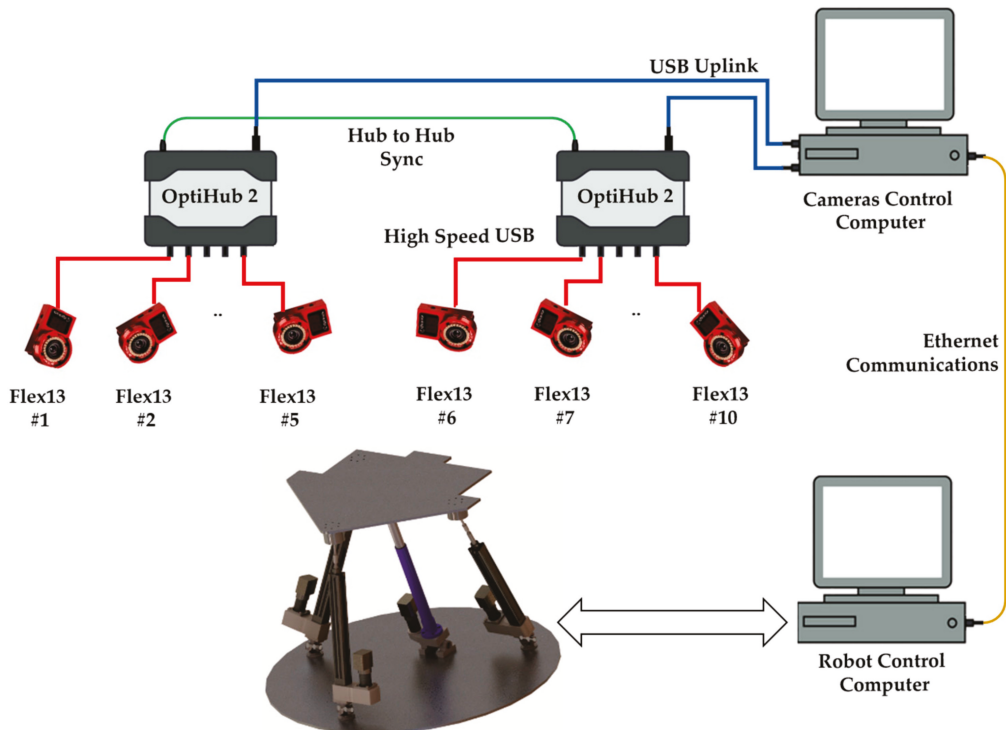 USB Uplink
Hub to Hub
Sync
OptiHub 2
OptiHub 2
Cameras Control
Computer
High Speed USB
..
..
Ethernet
Communications
Flex13
#1
Flex13
#2
Flex13
#5
Flex13
#6
Flex13
#7
Flex13
#10
Robot Control
Computer